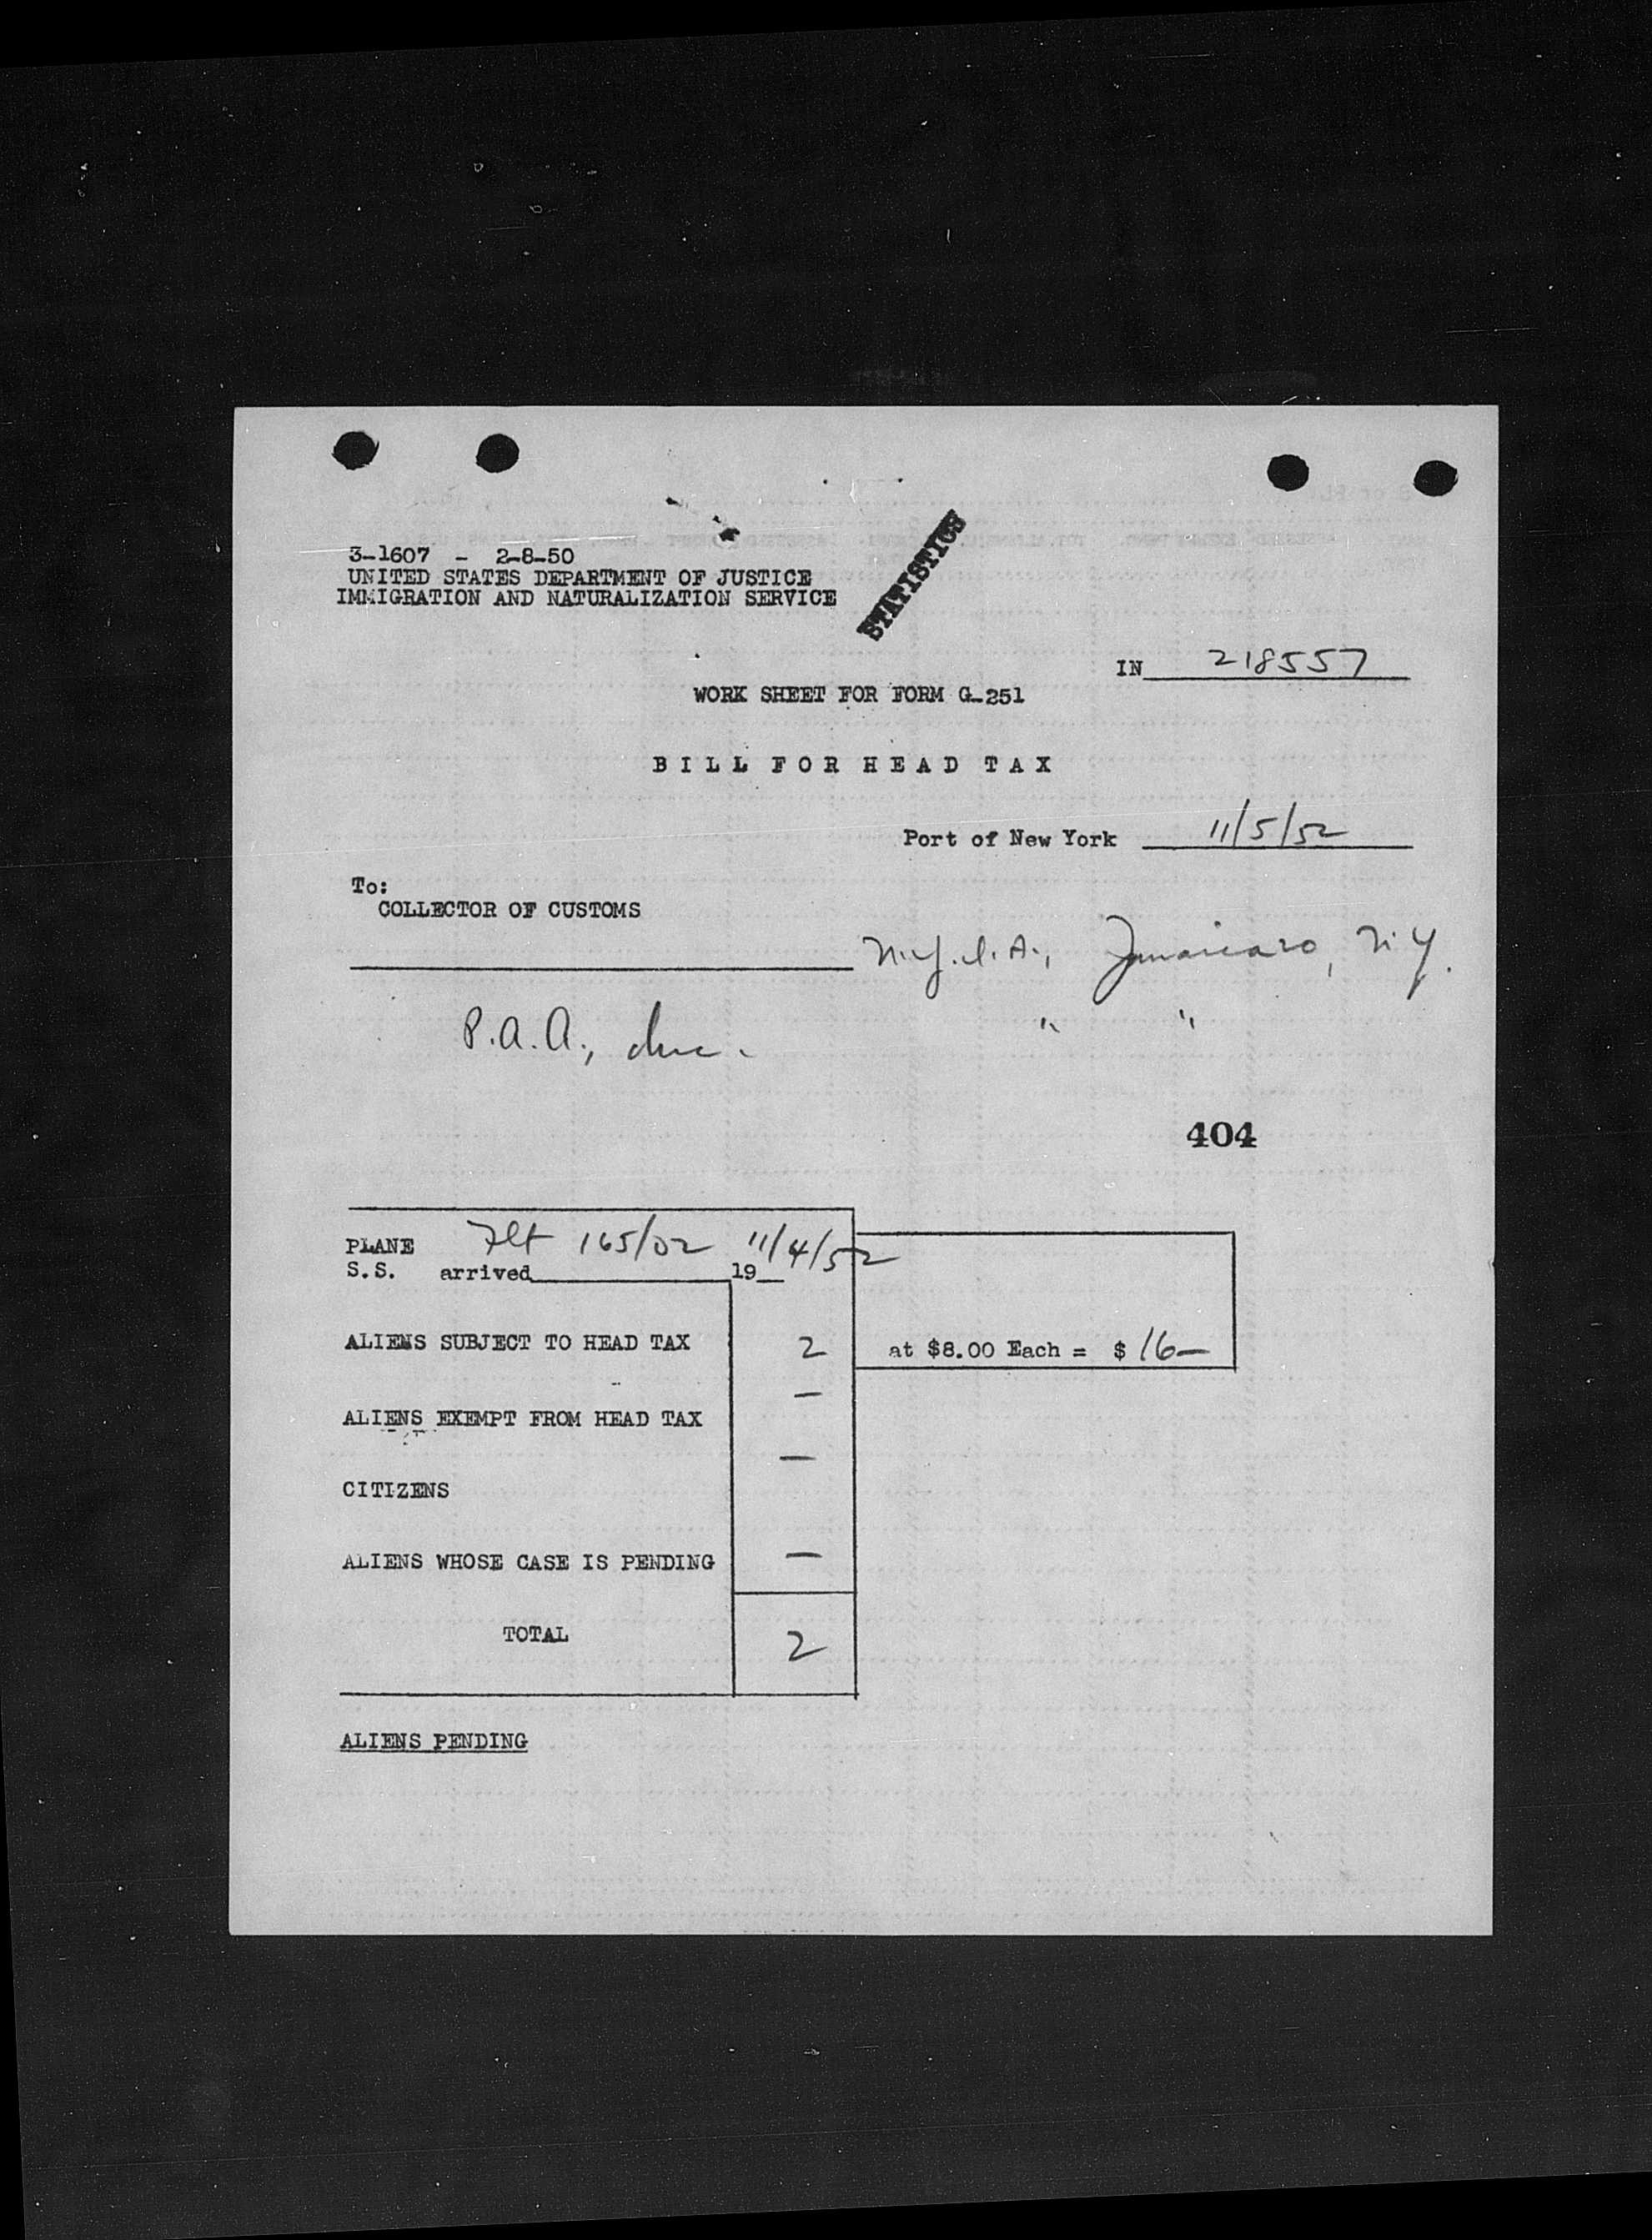 3-1607 - 2-8-50
UNITED STATES DEPARTMENT OF JUSTICE
IMMIGRATION AND NATURALIZATION SERVICE
STATISTICS
IN 218557
WORK SHEET FOR FORM G-251
BILL FOR HEAD TAX
Port of New York 11/5/52
To:
COLLECTOR OF CUSTOMS
N.Y.I.A., N.Y.
P.A.A., Inc. " "
404
PLANE Flt 165/02 11/4/52
S.S. arrived 19
ALIENS SUBJECT TO HEAD TAX 2 at $8.00 Each = $ 16—
ALIENS EXEMPT FROM HEAD TAX —
CITIZENS —
ALIENS WHOSE CASE IS PENDING —
TOTAL 2
ALIENS PENDING